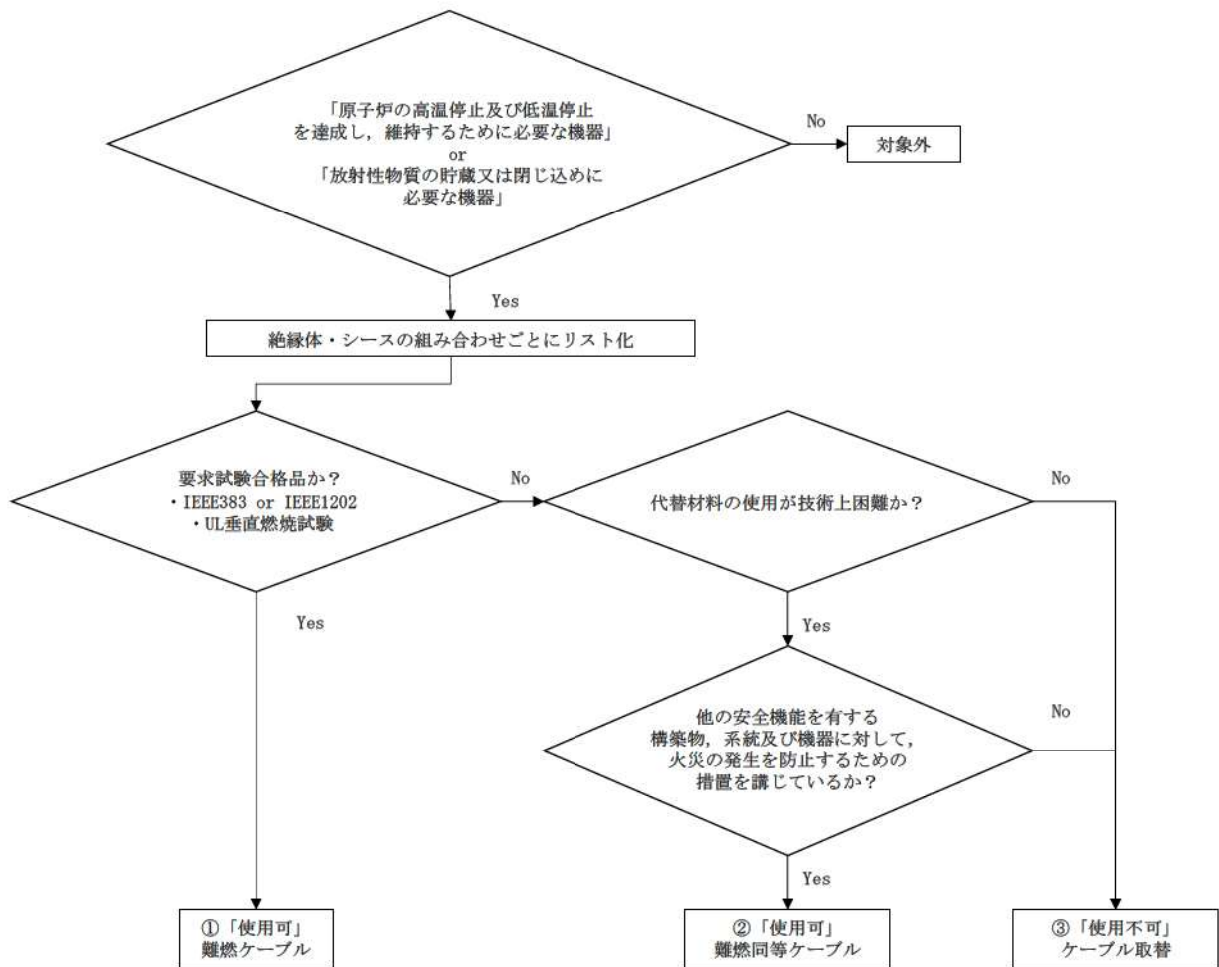 「原子炉の高温停止及び低温停止
を達成し，維持するために必要な機器」
or
「放射性物質の貯蔵又は閉じ込めに
必要な機器」
No
対象外
Yes
絶縁体・シースの組み合わせごとにリスト化
要求試験合格品か？
・IEEE383 or IEEE1202
・UL垂直燃焼試験
No
代替材料の使用が技術上困難か？
No
Yes
Yes
他の安全機能を有する
構築物，系統及び機器に対して，
火災の発生を防止するための
措置を講じているか？
No
Yes
①「使用可」
難燃ケーブル
②「使用可」
難燃同等ケーブル
③「使用不可」
ケーブル取替